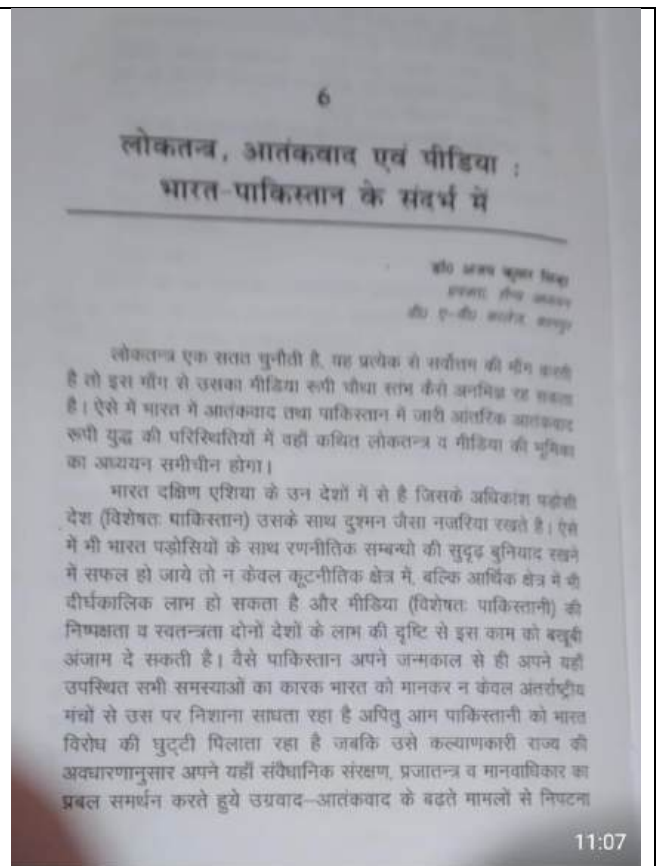 6
लोकतन्त्र, आतंकवाद एवं मीडिया :
भारत-पाकिस्तान के संदर्भ में
डॉ० अजय कुमार
डी० ए-वी० कालेज, कानपुर
लोकतन्त्र एक सतत चुनौती है, यह प्रत्येक से सर्वोत्तम की माँग करती
है तो इस माँग से उसका मीडिया रूपी चौथा स्तंभ कैसे अनभिज्ञ रह सकता
है। ऐसे में भारत में आतंकवाद तथा पाकिस्तान में जारी आंतरिक आतंकवाद
रूपी युद्ध की परिस्थितियों में वहाँ कथित लोकतन्त्र व मीडिया की भूमिका
का अध्ययन समीचीन होगा।
भारत दक्षिण एशिया के उन देशों में से है जिसके अधिकांश पड़ोसी
देश (विशेषतः पाकिस्तान) उसके साथ दुश्मन जैसा नजरिया रखते है। ऐसे
में भी भारत पड़ोसियों के साथ रणनीतिक सम्बन्धो की सुदृढ़ बुनियाद रखने
में सफल हो जाये तो न केवल कूटनीतिक क्षेत्र में, बल्कि आर्थिक क्षेत्र में भी
दीर्घकालिक लाभ हो सकता है और मीडिया (विशेषतः पाकिस्तानी) की
निष्पक्षता व स्वतन्त्रता दोनों देशों के लाभ की दृष्टि से इस काम को बखूबी
अंजाम दे सकती है। वैसे पाकिस्तान अपने जन्मकाल से ही अपने यहाँ
उपस्थित सभी समस्याओं का कारक भारत को मानकर न केवल अंतर्राष्ट्रीय
मंचों से उस पर निशाना साधता रहा है अपितु आम पाकिस्तानी को भारत
विरोध की घुट्टी पिलाता रहा है जबकि उसे कल्याणकारी राज्य की
अवधारणानुसार अपने यहाँ संवैधानिक संरक्षण, प्रजातन्त्र व मानवाधिकार का
प्रबल समर्थन करते हुये उग्रवाद-आतंकवाद के बढते मामलों से निपटना
11:07